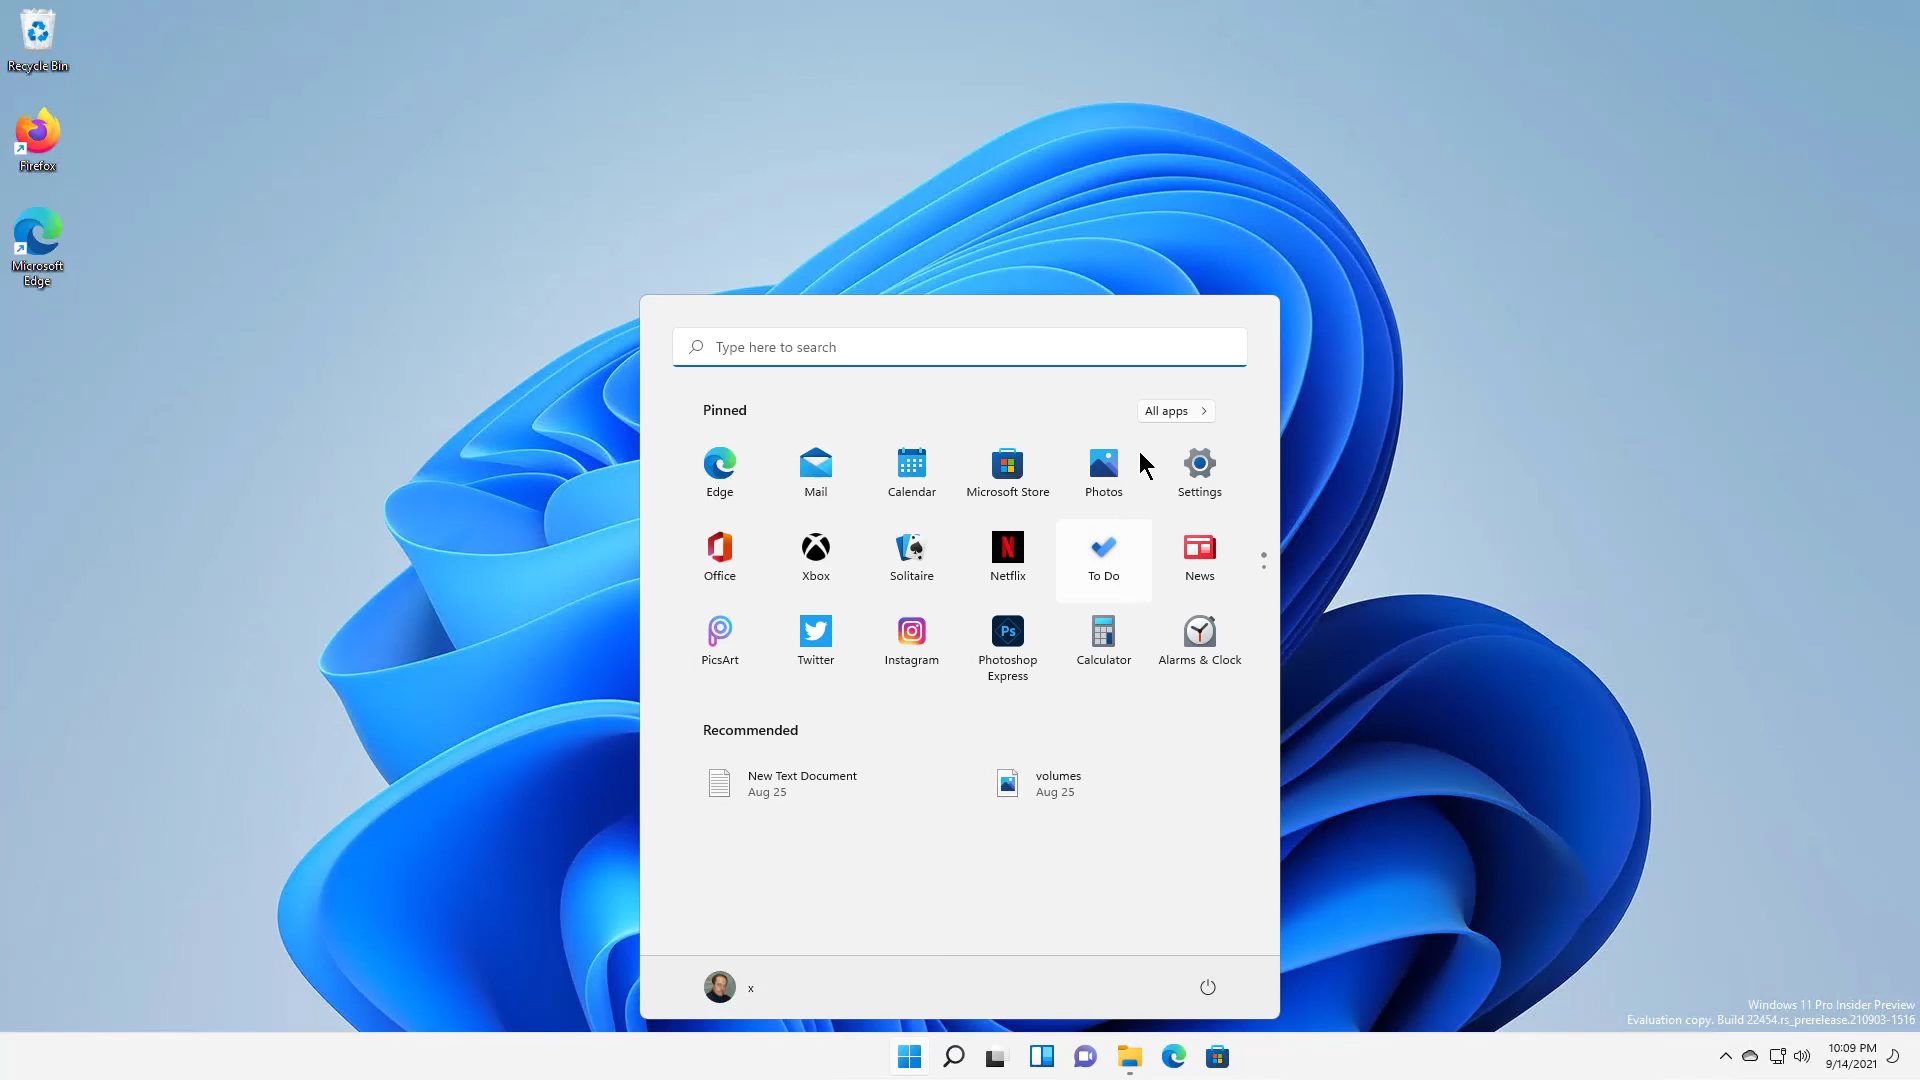 Recycle Bin
Firefox
Microsoft
Edge
Type here to search
Pinned
All apps
Edge
Mail
Calendar
Microsoft Store
Photos
Settings
Office
Xbox
Solitaire
Netflix
To Do
News
PicsArt
Twitter
Instagram
Ps
Photoshop
Express
Calculator
Alarms & Clock
Recommended
New Text Document
Aug 25
volumes
Aug 25
x
Windows 11 Pro Insider Preview
Evaluation copy. Build 22454.rs_prerelease.210903-1516
10:09 PM
9/14/2021